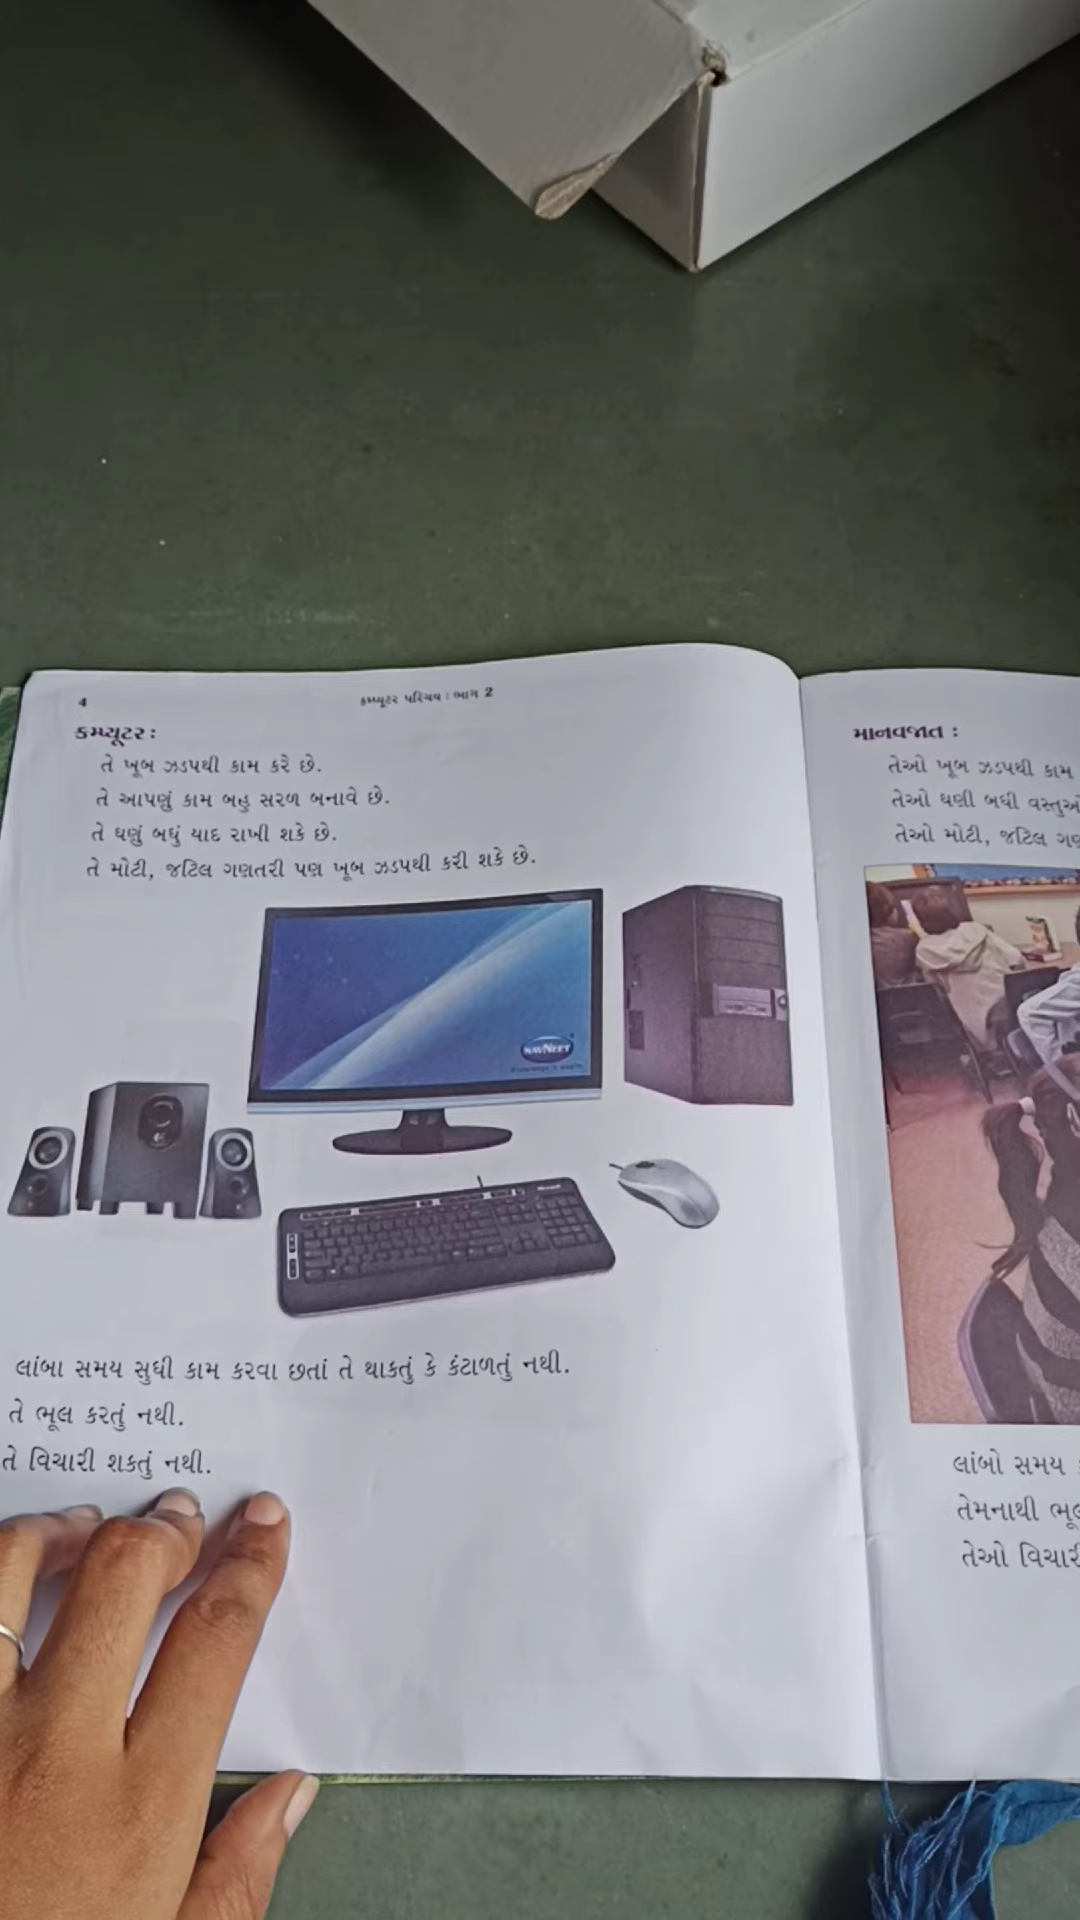 4
કમ્પ્યૂટર પરિચય : ભાગ 2
કમ્પ્યૂટર :
તે ખૂબ ઝડપથી કામ કરે છે.
તે આપણું કામ બહુ સરળ બનાવે છે.
તે ઘણું બધું યાદ રાખી શકે છે.
તે મોટી, જટિલ ગણતરી પણ ખૂબ ઝડપથી કરી શકે છે.
NAVNEET
લાંબા સમય સુધી કામ કરવા છતાં તે થાકતું કે કંટાળતું નથી.
તે ભૂલ કરતું નથી.
તે વિચારી શકતું નથી.
માનવજાત :
તેઓ ખૂબ ઝડપથી કામ
તેઓ ઘણી બધી
તેઓ મોટી, જટિલ
લાંબો સમય
તેમનાથી
તેઓ